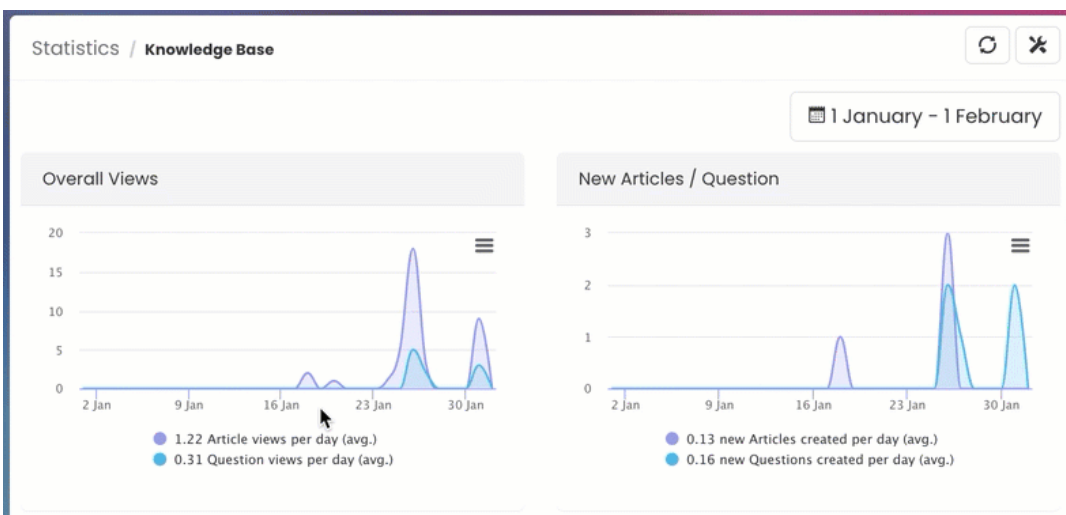 Statistics / Knowledge Base
1 January - 1 February
Overall Views
20
15
10
5
0
2 Jan 9 Jan 16 Jan 23 Jan 30 Jan
1.22 Article views per day (avg.)
0.31 Question views per day (avg.)
New Articles / Question
3
2
1
0
2 Jan 9 Jan 16 Jan 23 Jan 30 Jan
0.13 new Articles created per day (avg.)
0.16 new Questions created per day (avg.)